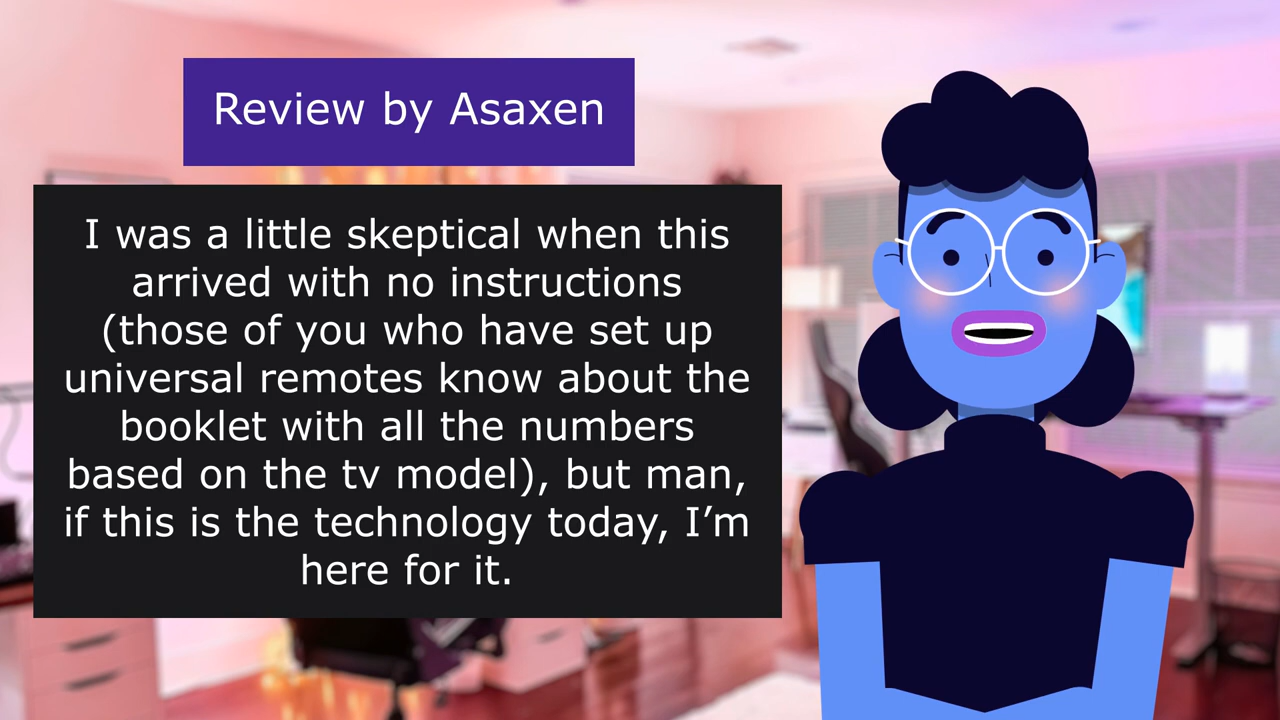 Review by Asaxen
I was a little skeptical when this
arrived with no instructions
(those of you who have set up
universal remotes know about the
booklet with all the numbers
based on the tv model), but man,
if this is the technology today, I’m
here for it.